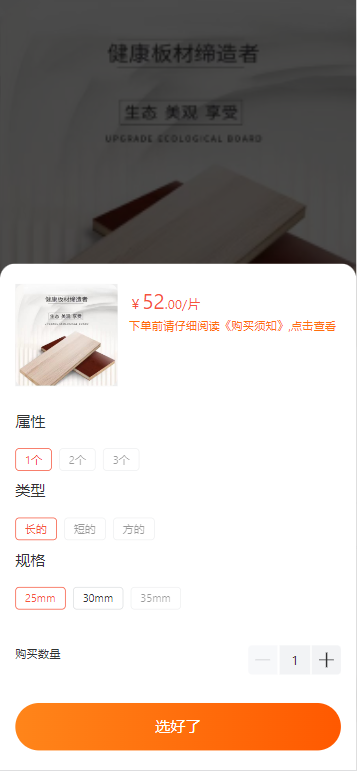 健康板材缔造者
生态 美观 享受
UPGRADE ECOLOGICAL BOARD
健康板材缔造者
生态 美观 享受
¥52.00/片
下单前请仔细阅读《购买须知》,点击查看
属性
1个 2个 3个
类型
长的 短的 方的
规格
25mm 30mm 35mm
购买数量 — 1 +
选好了